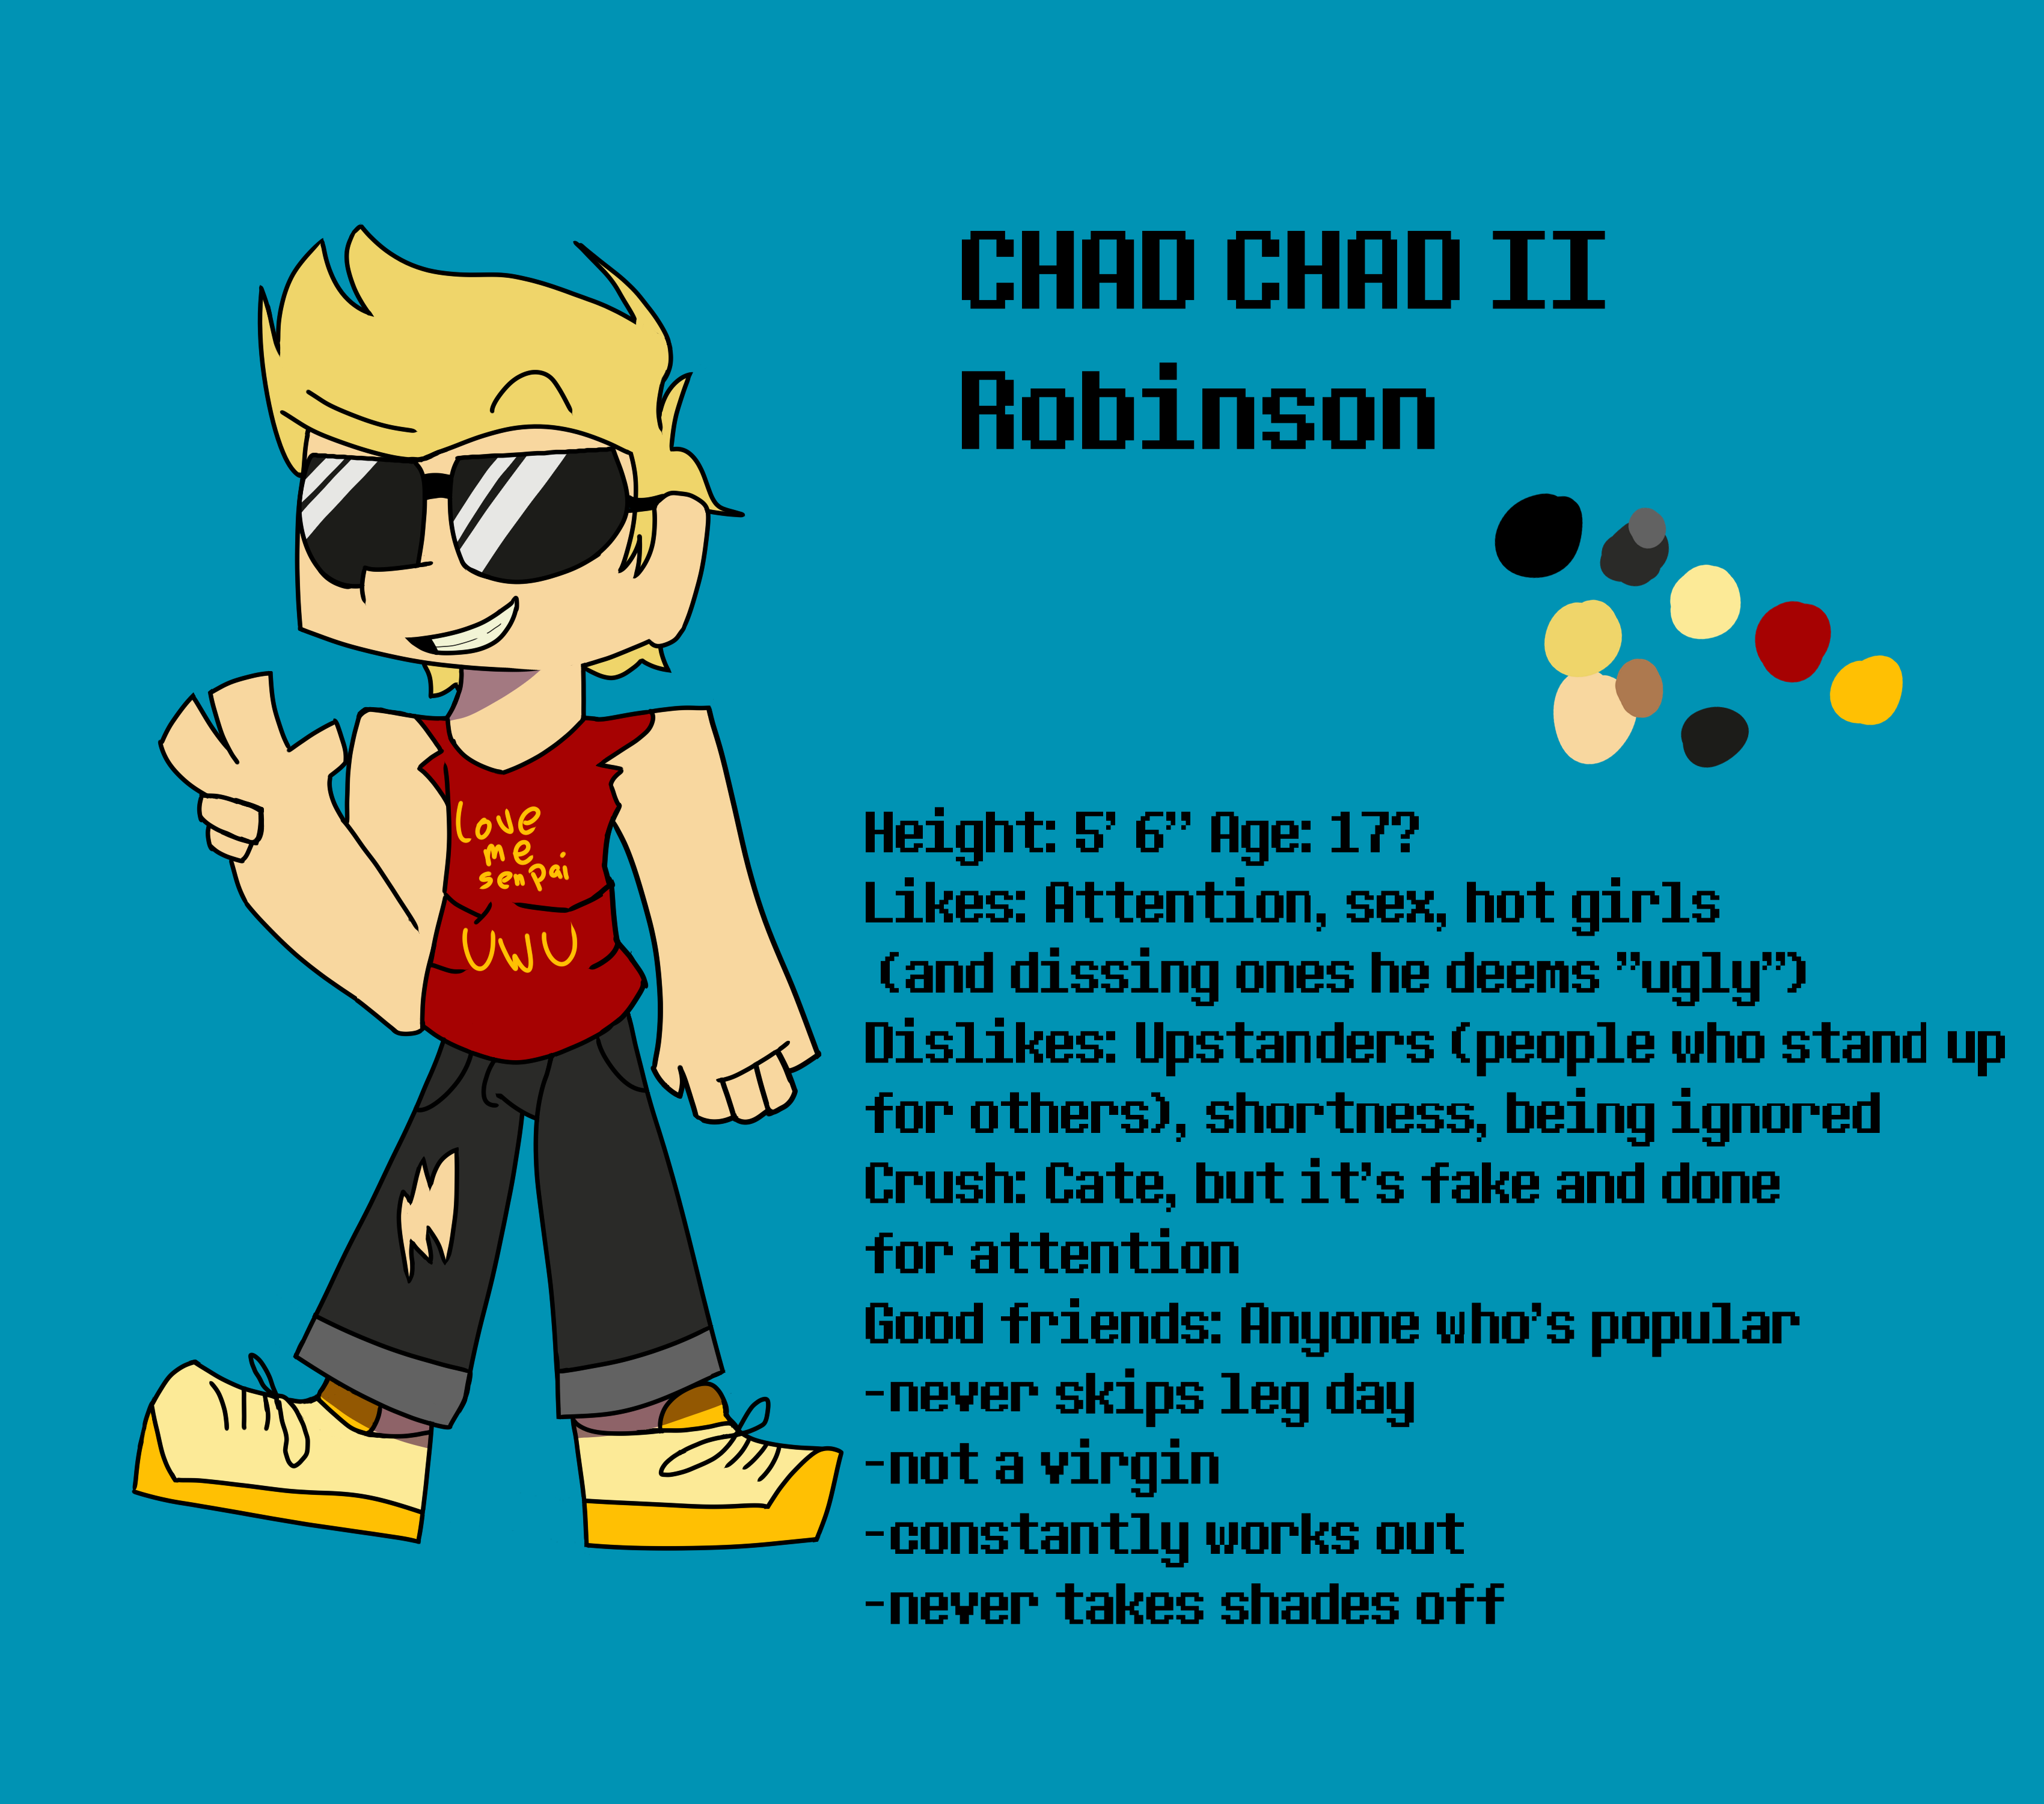 CHAD CHAD II
Robinson
Love
me
senpai
UWU
Height: 5’ 6” Age: 17?
Likes: Attention, sex, hot girls
(and dissing ones he deems ”ugly”)
Dislikes: Upstanders (people who stand up
for others), shortness, being ignored
Crush: Cate, but it’s fake and done
for attention
Good friends: Anyone who’s popular
-never skips leg day
-not a virgin
-constantly works out
-never takes shades off